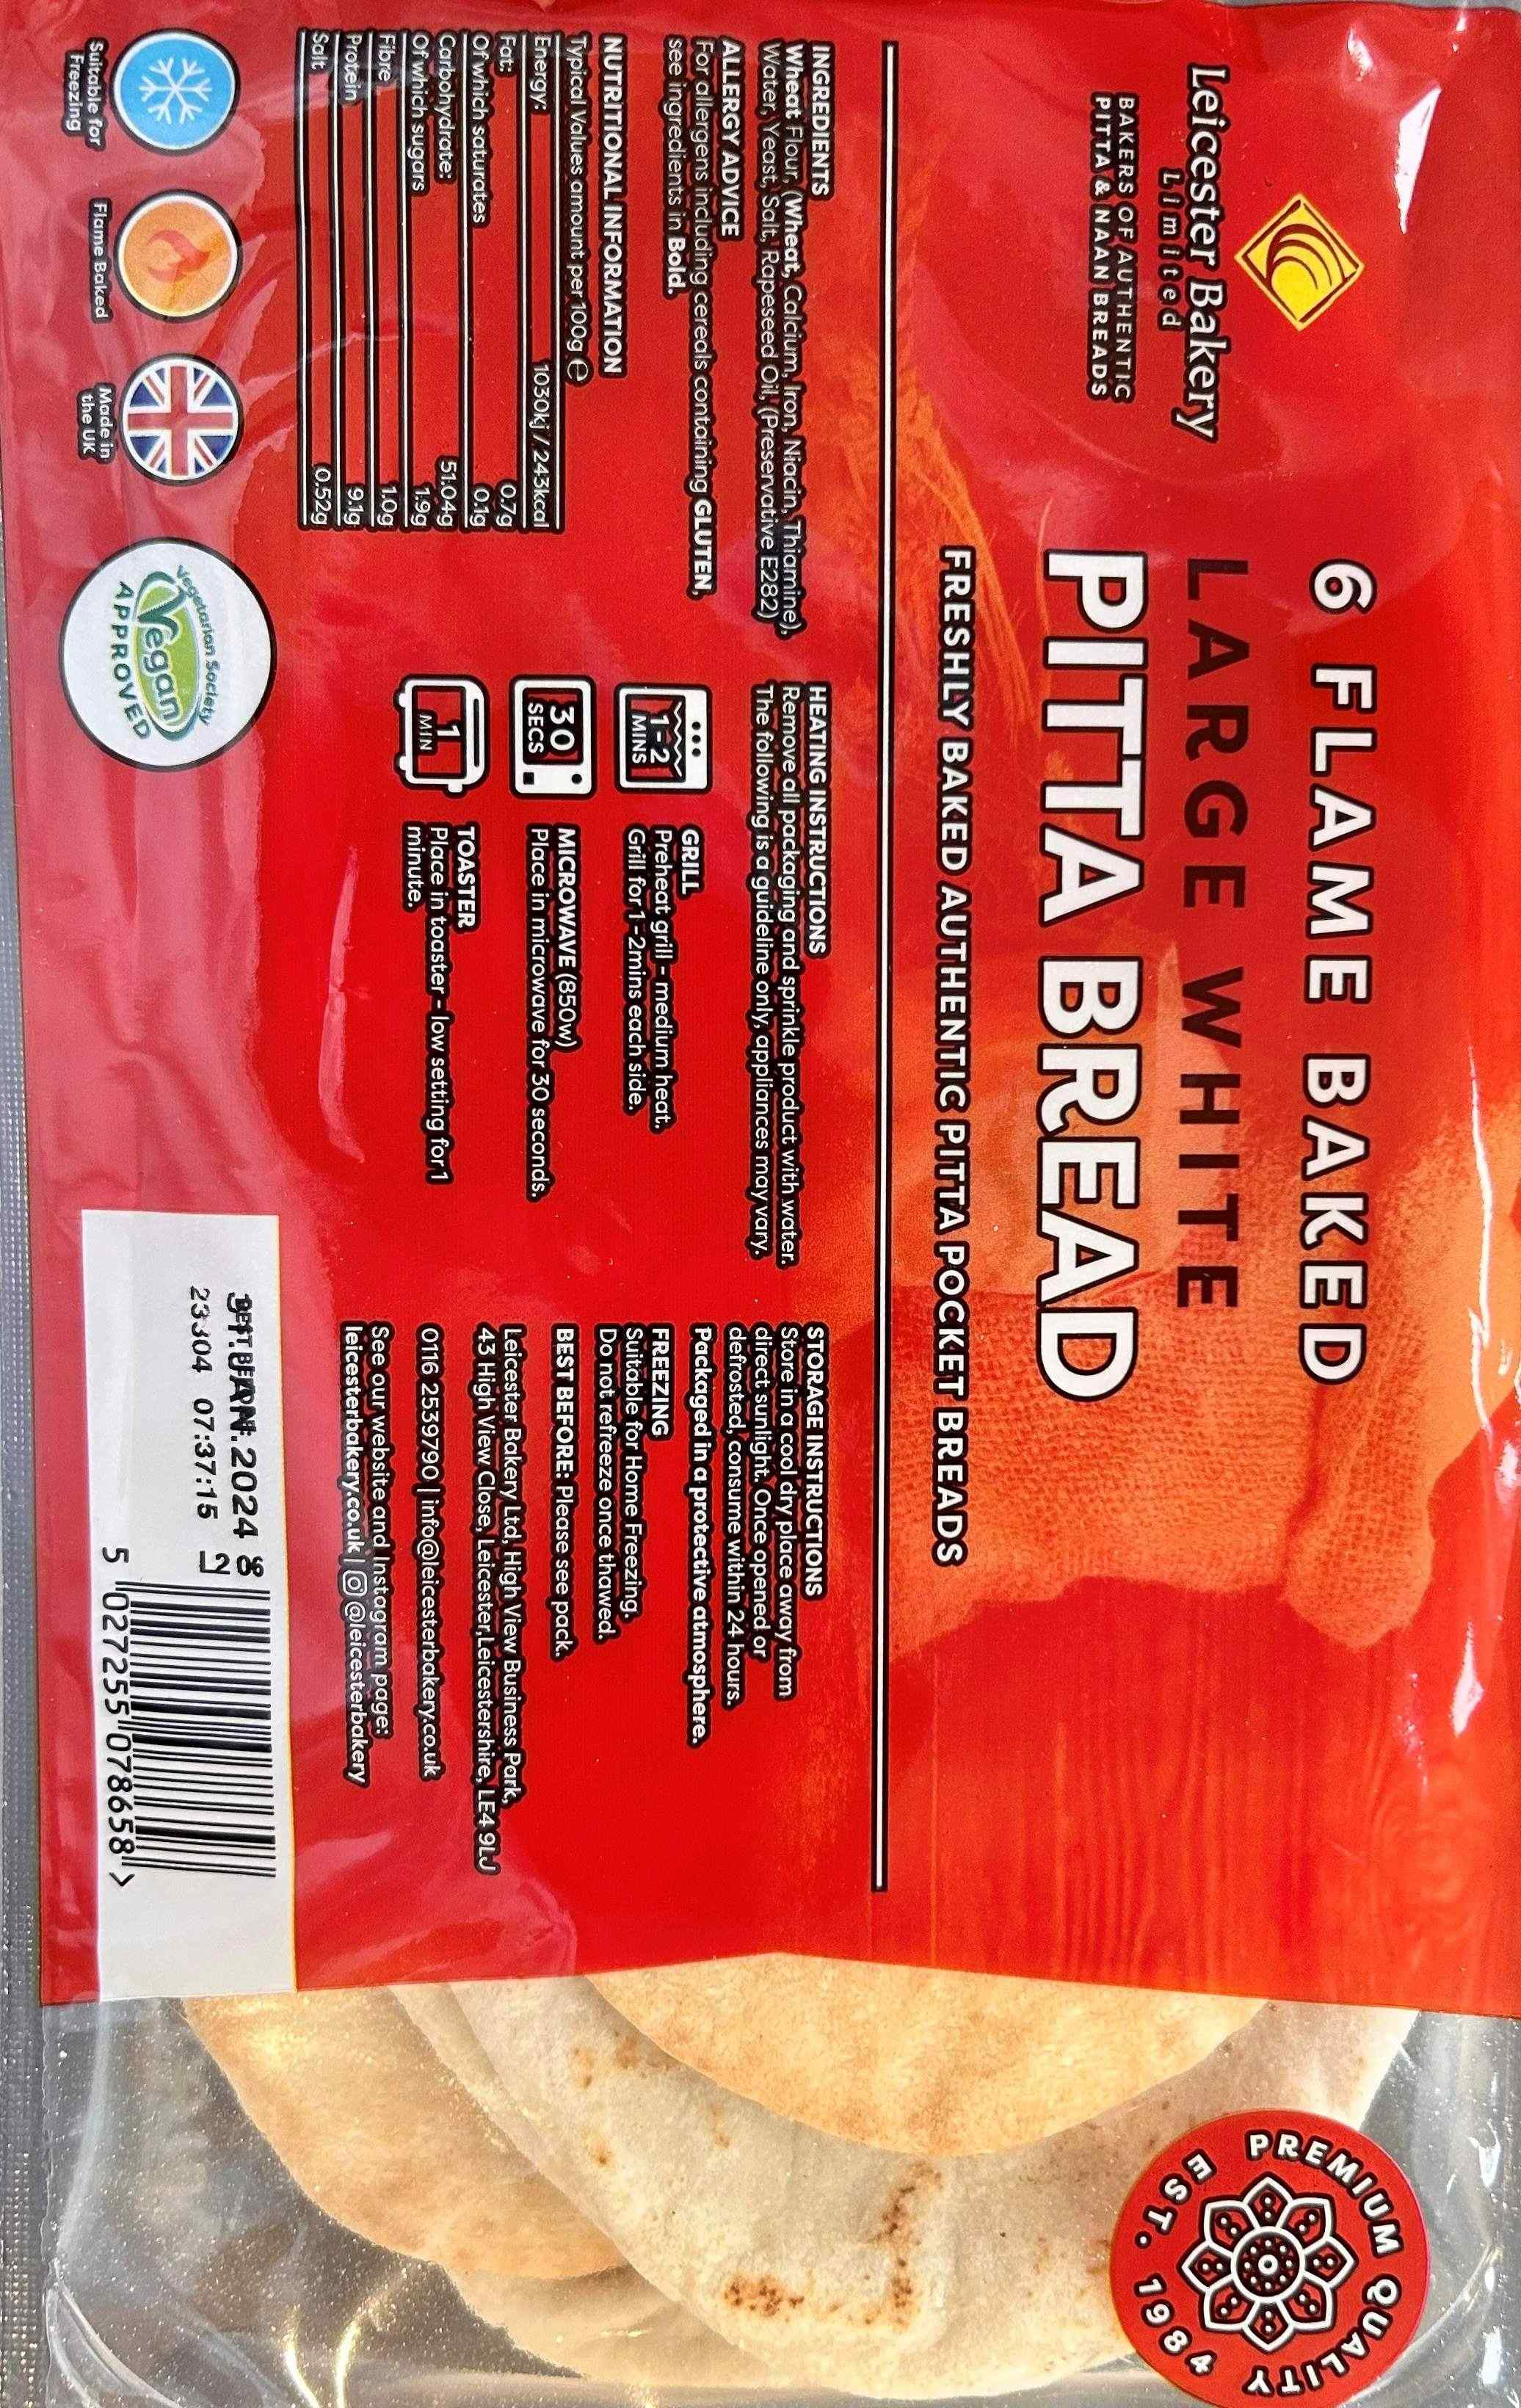 Leicester Bakery
Limited
BAKERS OF AUTHENTIC
PITTA & NAAN BREADS
6 FLAME BAKED
LARGE WHITE
PITTA BREAD
FRESHLY BAKED AUTHENTIC PITTA POCKET BREADS
INGREDIENTS
Wheat Flour, (Wheat, Calcium, Iron, Niacin, Thiamine),
Water, Yeast, Salt, Rapeseed Oil, (Preservative E282)
ALLERGY ADVICE
For allergens including cereals containing GLUTEN,
see ingredients in Bold.
NUTRITIONAL INFORMATION
Typical Values amount per 100g e
Energy: 1030kj / 243kcal
Fat: 0.7g
Of which saturates 0.1g
Carbohydrate: 51.04g
Of which sugars 1.9g
Fibre 1.0g
Protein 9.1g
Salt 0.52g
HEATING INSTRUCTIONS
Remove all packaging and sprinkle product with water.
The following is a guideline only, appliances may vary.
1-2
MINS
GRILL
Preheat grill - medium heat.
Grill for 1-2mins each side.
30
SECS
MICROWAVE (850w)
Place in microwave for 30 seconds.
1
MIN
TOASTER
Place in toaster - low setting for 1
minute.
STORAGE INSTRUCTIONS
Store in a cool dry place away from
direct sunlight. Once opened or
defrosted, consume within 24 hours.
Packaged in a protective atmosphere.
FREEZING
Suitable for Home Freezing.
Do not refreeze once thawed.
BEST BEFORE: Please see pack.
Leicester Bakery Ltd, High View Business Park,
43 High View Close, Leicester, Leicestershire, LE4 9LJ
0116 2539790 | info@leicesterbakery.co.uk
See our website and Instagram page:
leicesterbakery.co.uk | @leicesterbakery
Suitable for
Freezing
Flame Baked
Made in
the UK
Vegetarian Society
Vegan
APPROVED
JAN. 2024
23304 07:37:15 L2
5 027255 078658 >
PREMIUM QUALITY
EST. 1984